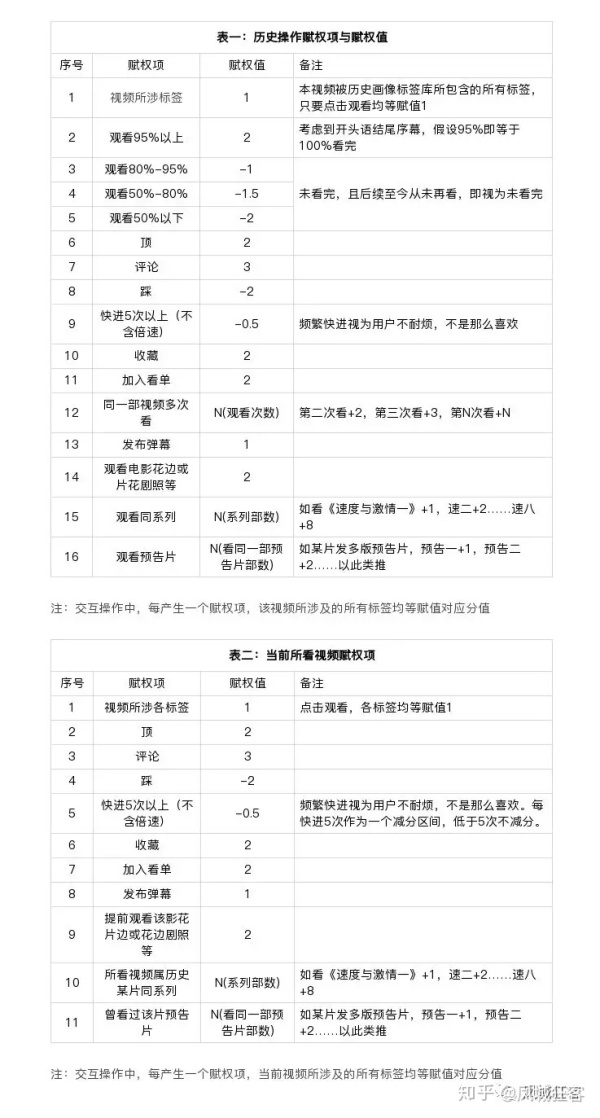 表一：历史操作赋权项与赋权值
序号 赋权项 赋权值 备注
1 视频所涉标签 1 本视频被历史画像标签库所包含的所有标签，
只要点击观看均等赋值1
2 观看95%以上 2 考虑到开头语结尾序幕，假设95%即等于
100%看完
3 观看80%-95% -1
4 观看50%-80% -1.5 未看完，且后续至今从未再看，即视为未看完
5 观看50%以下 -2
6 顶 2
7 评论 3
8 踩 -2
9 快进5次以上（不
含倍速） -0.5 频繁快进视为用户不耐烦，不是那么喜欢
10 收藏 2
11 加入看单 2
12 同一部视频多次
看 N(观看次数) 第二次看+2，第三次看+3，第N次看+N
13 发布弹幕 1
14 观看电影花边或
片花剧照等 2
15 观看同系列 N(系列部数) 如看《速度与激情一》+1，速二+2……速八
+8
16 观看预告片 N(看同一部预
告片部数) 如某片发多版预告片，预告一+1，预告二
+2……以此类推
注：交互操作中，每产生一个赋权项，该视频所涉及的所有标签均等赋值对应分值
表二：当前所看视频赋权项
序号 赋权项 赋权值 备注
1 视频所涉各标签 1 点击观看，各标签均等赋值1
2 顶 2
3 评论 3
4 踩 -2
5 快进5次以上（不
含倍速） -0.5 频繁快进视为用户不耐烦，不是那么喜欢。每
快进5次作为一个减分区间，低于5次不减分。
6 收藏 2
7 加入看单 2
8 发布弹幕 1
9 提前观看该影花
片边或花边剧照
等 2
10 所看视频属历史
某片同系列 N(系列部数) 如看《速度与激情一》+1，速二+2……速八
+8
11 曾看过该片预告
片 N(看同一部预
告片部数) 如某片发多版预告片，预告一+1，预告二
+2……以此类推
注：交互操作中，每产生一个赋权项，当前视频所涉及的所有标签均等赋值对应分值
知乎